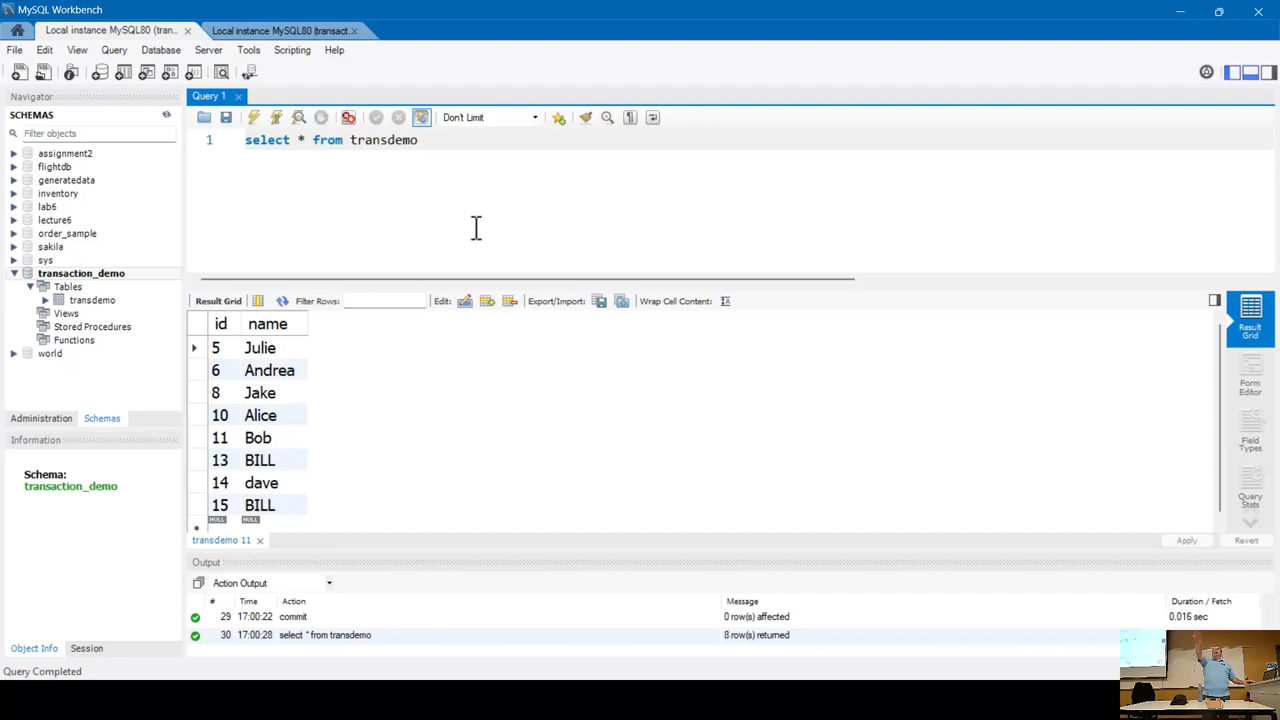 MySQL Workbench
Local instance MySQL80 (tran... × Local instance MySQL80 (transact... ×
File Edit View Query Database Server Tools Scripting Help
Navigator
SCHEMAS
Filter objects
assignment2
flightdb
generatedata
inventory
lab6
lecture6
order_sample
sakila
sys
transaction_demo
Tables
transdemo
Views
Stored Procedures
Functions
world
Administration Schemas
Information
Schema:
transaction_demo
Object Info Session
Query Completed
Query 1 ×
Don't Limit
1 select * from transdemo
Result Grid Filter Rows: Edit: Export/Import: Wrap Cell Content:
id name
5 Julie
6 Andrea
8 Jake
10 Alice
11 Bob
13 BILL
14 dave
15 BILL
NULL NULL
Result
Grid
Form
Editor
Field
Types
Query
Stats
transdemo 11 × Apply Revert
Output
Action Output
# Time Action Message Duration / Fetch
29 17:00:22 commit 0 row(s) affected 0.016 sec
30 17:00:28 select * from transdemo 8 row(s) returned